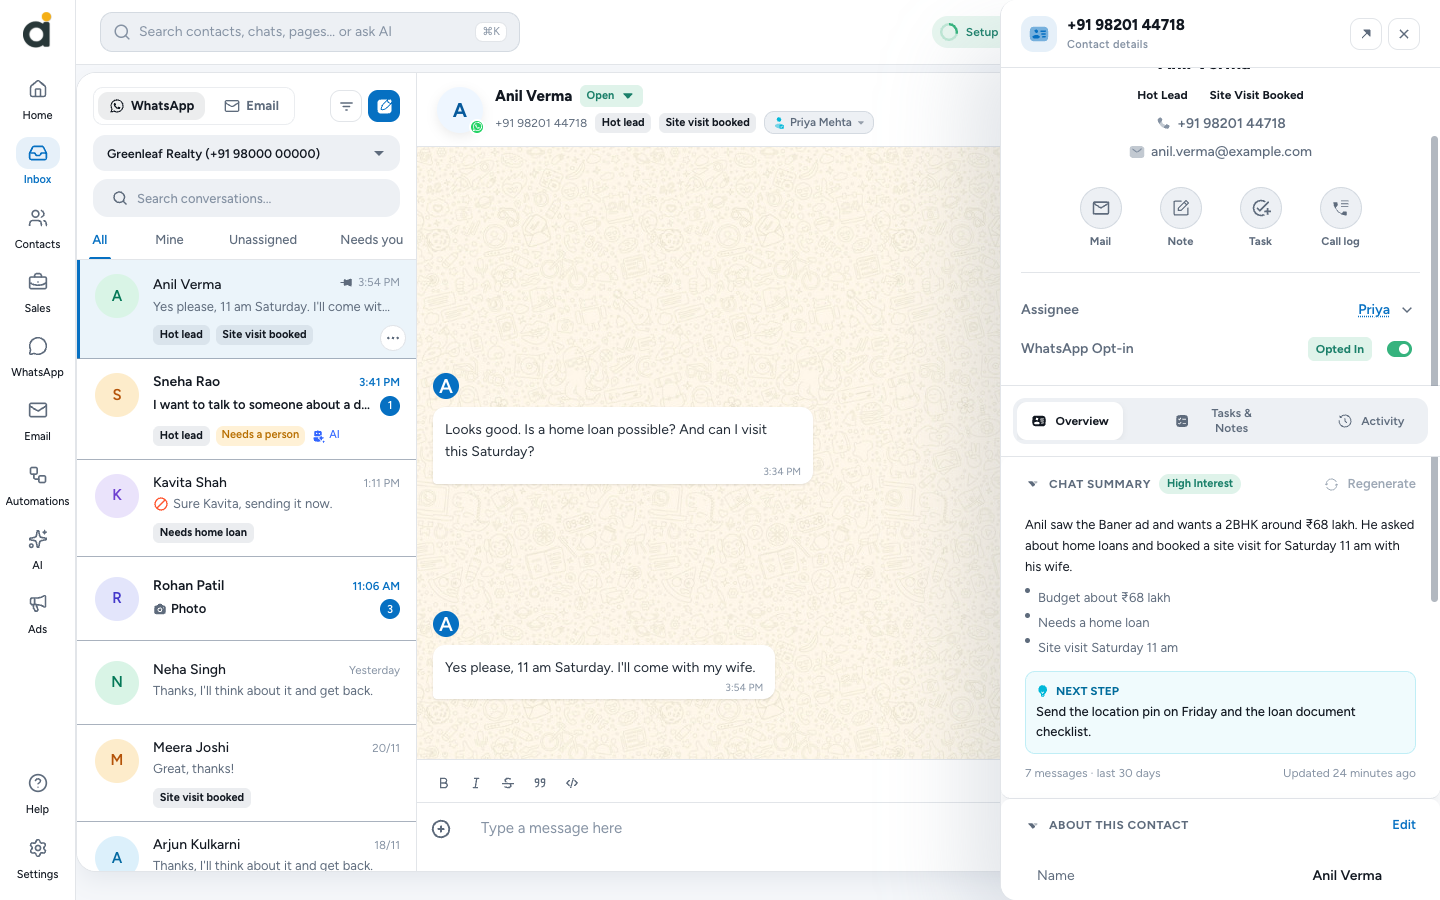 Search contacts, chats, pages... or ask AI
⌘K
Setup
Home
Inbox
Contacts
Sales
WhatsApp
Email
Automations
AI
Ads
Help
Settings
WhatsApp
Email
Greenleaf Realty (+91 98000 00000)
Search conversations...
All
Mine
Unassigned
Needs you
Anil Verma
3:54 PM
Yes please, 11 am Saturday. I'll come wit...
Hot lead
Site visit booked
S
Sneha Rao
3:41 PM
I want to talk to someone about a d...
1
Hot lead
Needs a person
AI
K
Kavita Shah
1:11 PM
Sure Kavita, sending it now.
Needs home loan
R
Rohan Patil
11:06 AM
Photo
3
N
Neha Singh
Yesterday
Thanks, I'll think about it and get back.
M
Meera Joshi
20/11
Great, thanks!
Site visit booked
A
Arjun Kulkarni
18/11
Thanks, I'll think about it and get back.
A
Anil Verma
Open
+91 98201 44718
Hot lead
Site visit booked
Priya Mehta
A
Looks good. Is a home loan possible? And can I visit
this Saturday?
3:34 PM
A
Yes please, 11 am Saturday. I'll come with my wife.
3:54 PM
B
I
S
Type a message here
+91 98201 44718
Contact details
Anil Verma
Hot Lead
Site Visit Booked
+91 98201 44718
anil.verma@example.com
Mail
Note
Task
Call log
Assignee
Priya
WhatsApp Opt-in
Opted In
Overview
Tasks &
Notes
Activity
CHAT SUMMARY
High Interest
Regenerate
Anil saw the Baner ad and wants a 2BHK around ₹68 lakh. He asked
about home loans and booked a site visit for Saturday 11 am with
his wife.
Budget about ₹68 lakh
Needs a home loan
Site visit Saturday 11 am
NEXT STEP
Send the location pin on Friday and the loan document
checklist.
7 messages · last 30 days
Updated 24 minutes ago
ABOUT THIS CONTACT
Edit
Name
Anil Verma